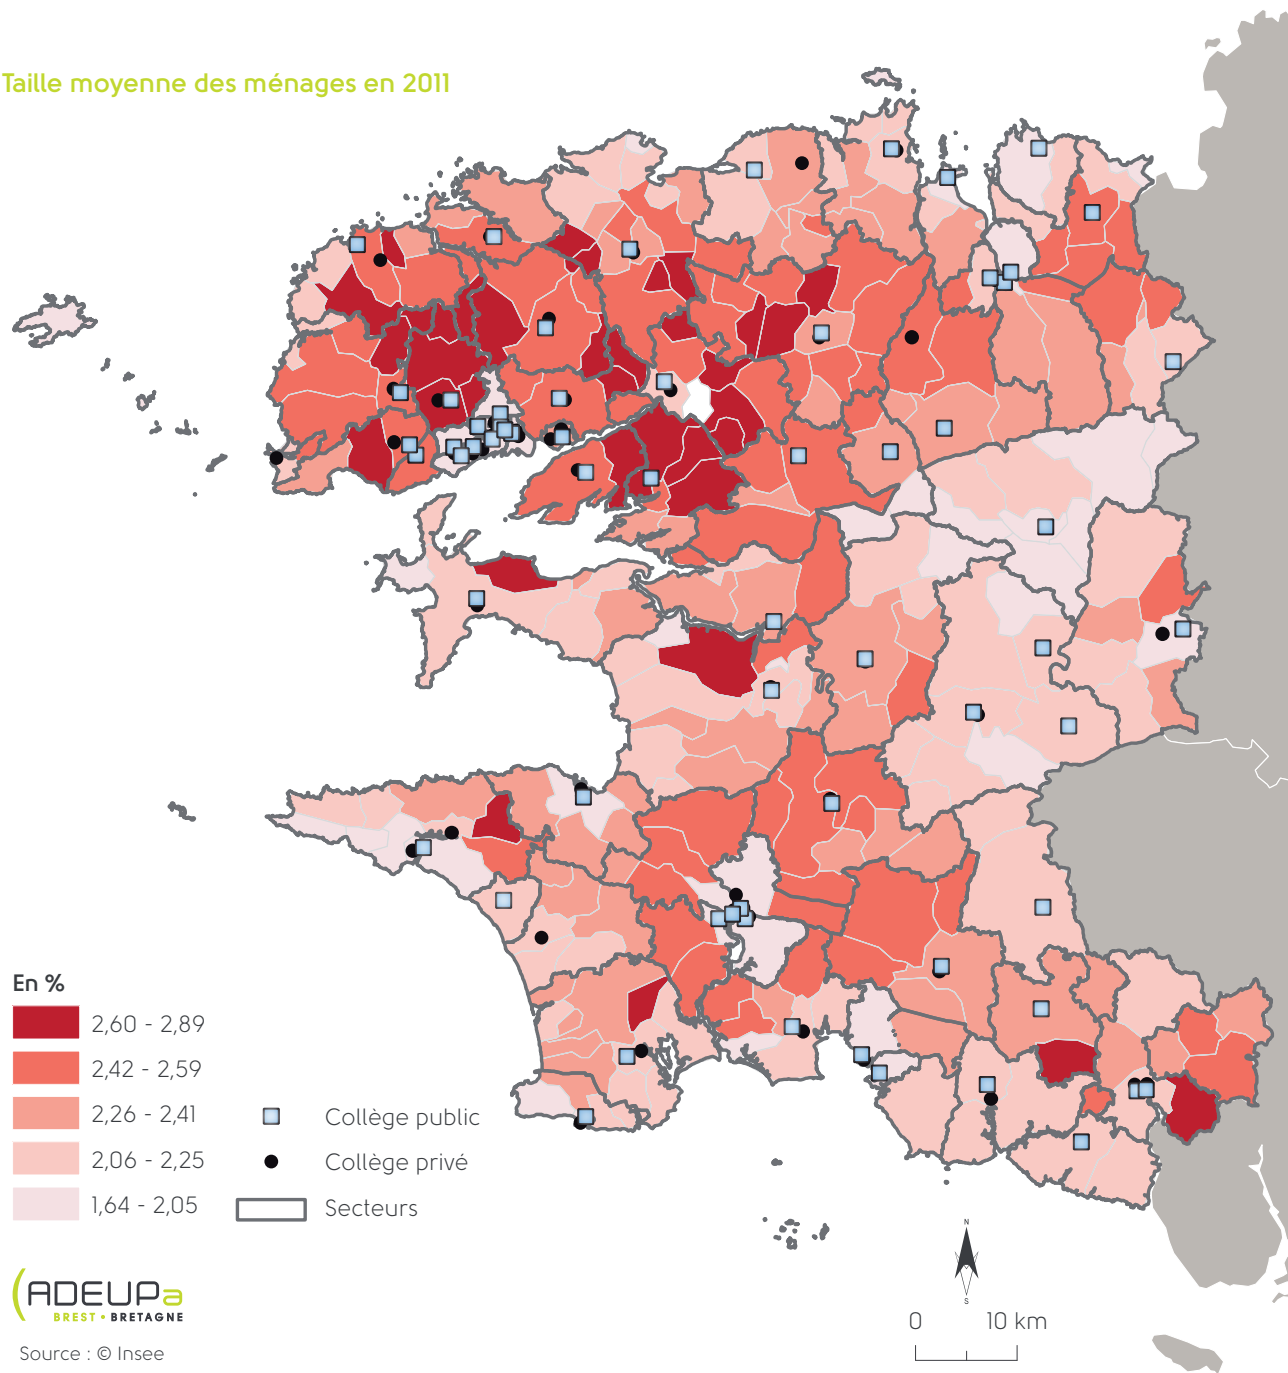 Taille moyenne des ménages en 2011
En %
2,60 - 2,89
2,42 - 2,59
2,26 - 2,41
2,06 - 2,25
1,64 - 2,05
Collège public
Collège privé
Secteurs
N
S
0 10 km
ADEUPa
BREST • BRETAGNE
Source : © Insee